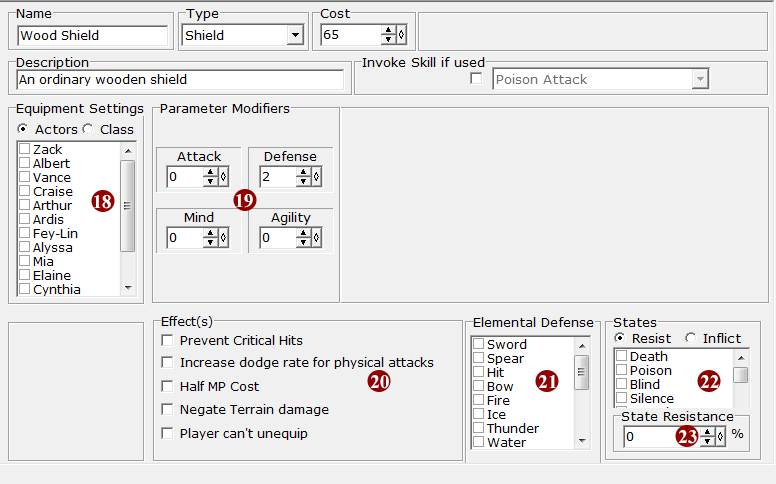 Name
Wood Shield
Type
Shield
Cost
65
Description
An ordinary wooden shield
Invoke Skill if used
Poison Attack
Equipment Settings
Actors Class
Zack
Albert
Vance
Craise
Arthur
Ardis
Fey-Lin
Alyssa
Mia
Elaine
Cynthia
18
Parameter Modifiers
Attack Defense
0 2
19
Mind Agility
0 0
Effect(s)
Prevent Critical Hits
Increase dodge rate for physical attacks
Half MP Cost
Negate Terrain damage
Player can't unequip
20
Elemental Defense
Sword
Spear
Hit
Bow
Fire
Ice
Thunder
Water
21
States
Resist Inflict
Death
Poison
Blind
Silence
22
State Resistance
0 23 %